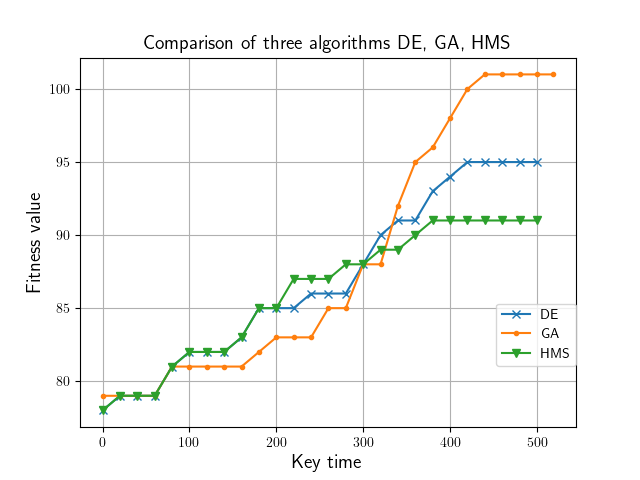 Comparison of three algorithms DE, GA, HMS
Fitness value
100
95
90
85
80
DE
GA
HMS
0 100 200 300 400 500
Key time